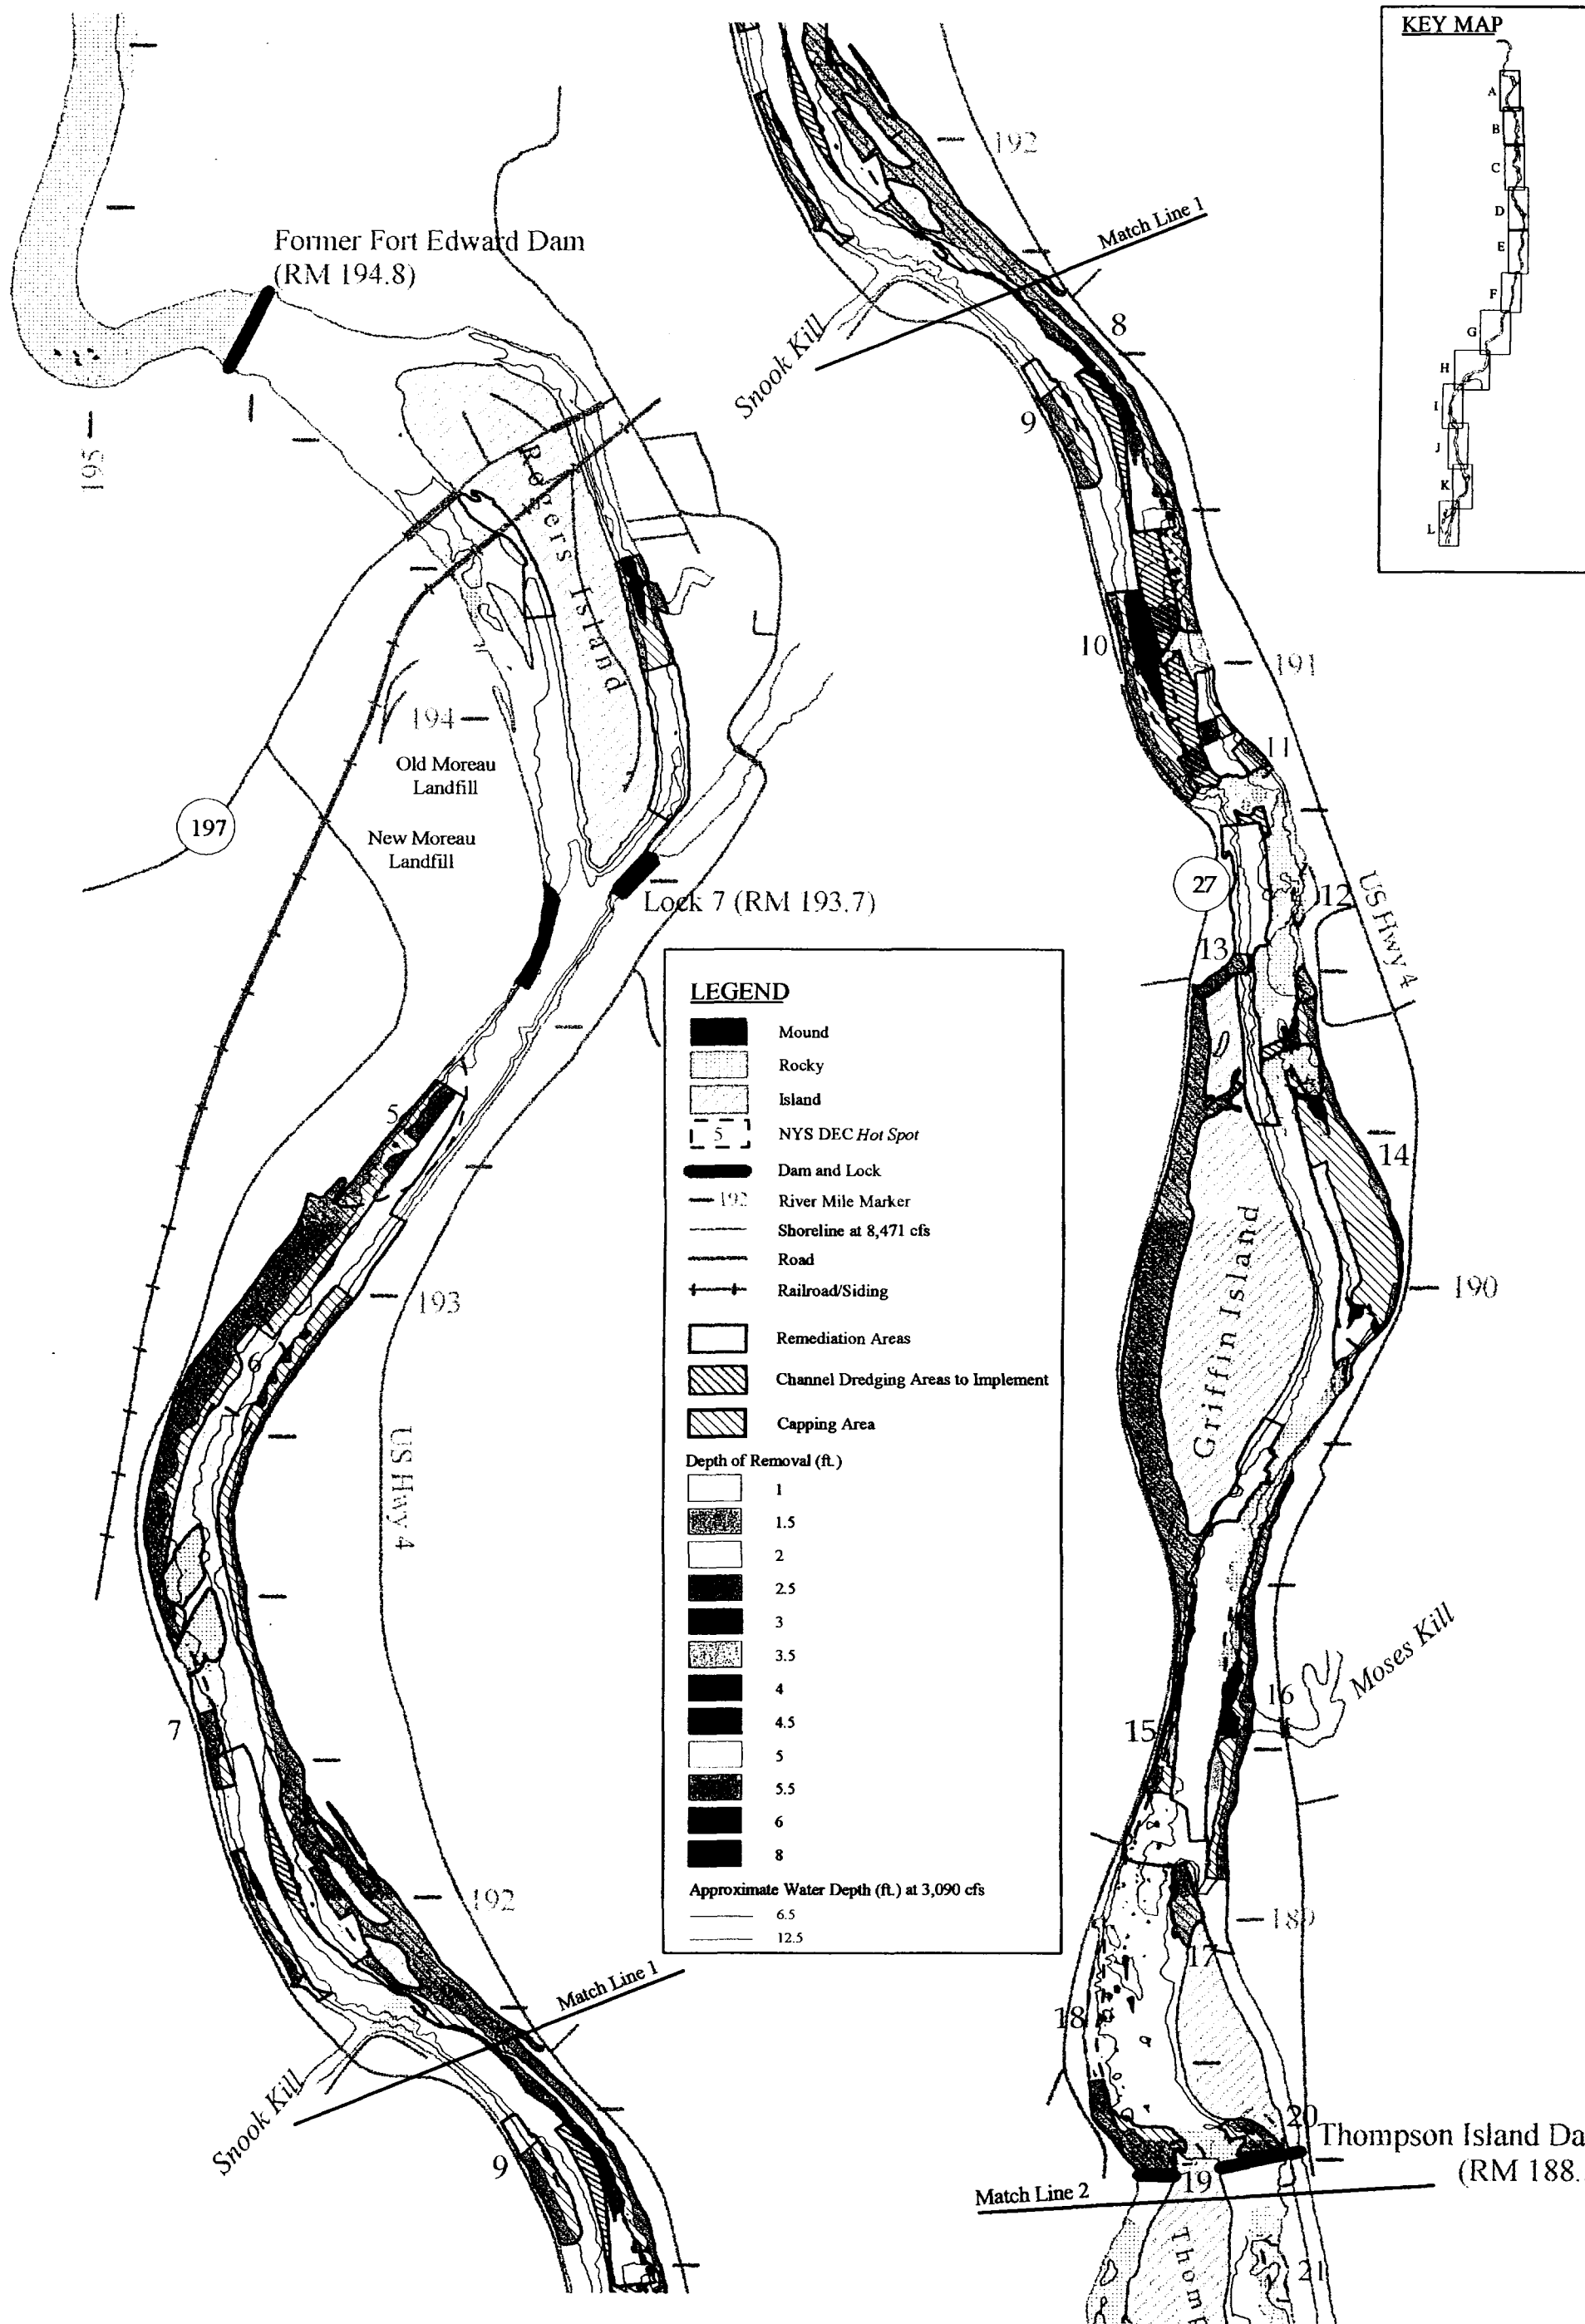 KEY MAP
A
B
C
D
E
F
G
H
I
J
K
L
Former Fort Edward Dam
(RM 194.8)
195
Rogers Island
194
Old Moreau
Landfill
New Moreau
Landfill
197
Lock 7 (RM 193.7)
5
193
6
US Hwy 4
7
192
Match Line 1
Snook Kill
9
192
Match Line 1
Snook Kill
8
9
10
191
11
27
12
US Hwy 4
13
14
Griffin Island
190
Moses Kill
16
15
189
17
18
20
Thompson Island Da
(RM 188.
19
Match Line 2
21
LEGEND
Mound
Rocky
Island
5 NYS DEC Hot Spot
Dam and Lock
192 River Mile Marker
Shoreline at 8,471 cfs
Road
Railroad/Siding
Remediation Areas
Channel Dredging Areas to Implement
Capping Area
Depth of Removal (ft.)
1
1.5
2
2.5
3
3.5
4
4.5
5
5.5
6
8
Approximate Water Depth (ft.) at 3,090 cfs
6.5
12.5